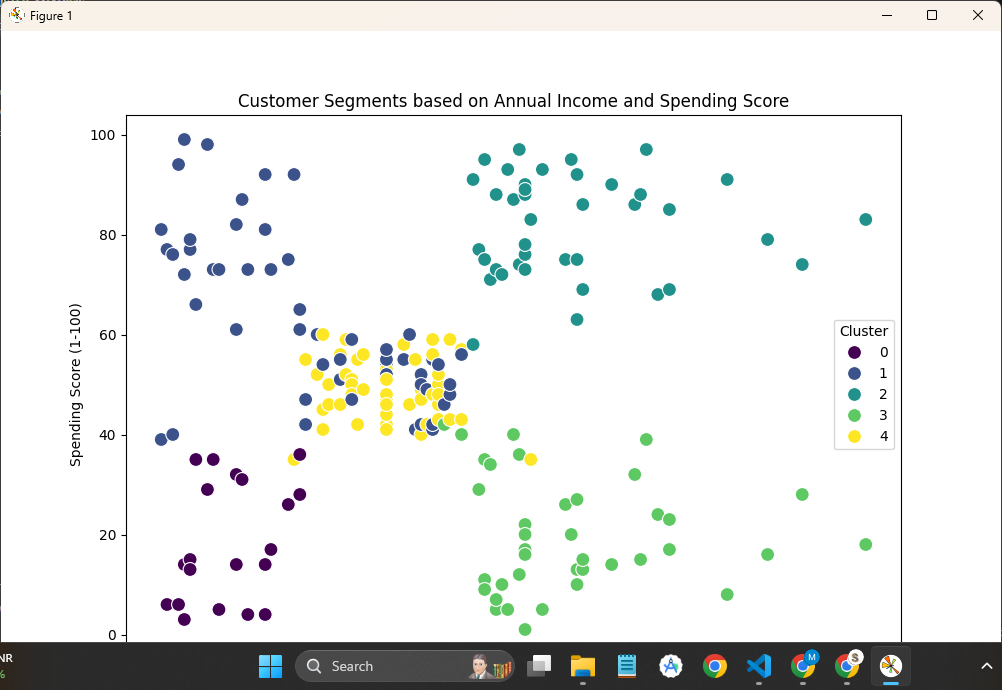 Figure 1
Customer Segments based on Annual Income and Spending Score
100
80
60
40
20
0
Spending Score (1-100)
Cluster
0
1
2
3
4
NR
%
Search
M
S